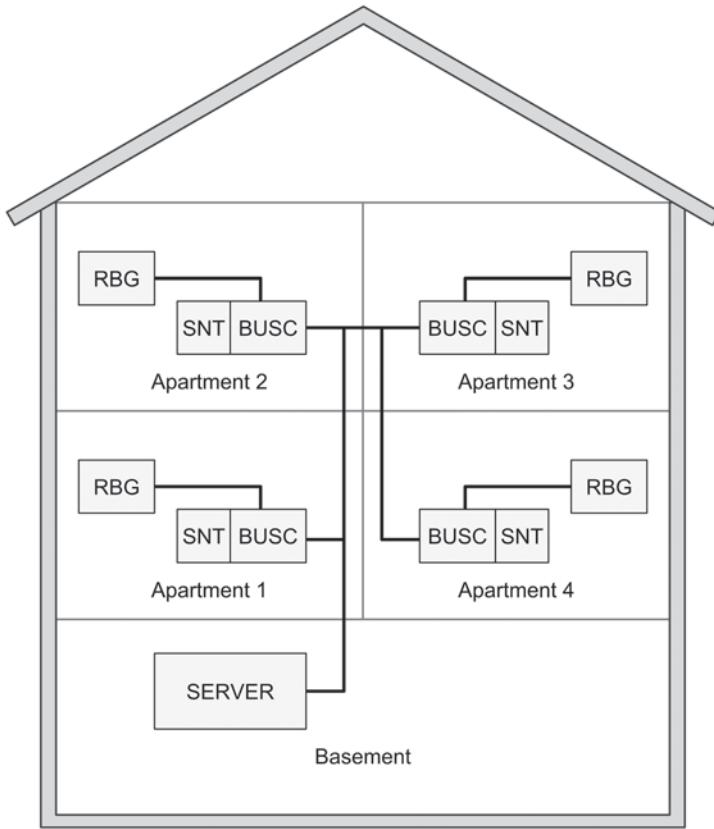 RBG
RBG
SNT BUSC
BUSC SNT
Apartment 2
Apartment 3
RBG
RBG
SNT BUSC
BUSC SNT
Apartment 1
Apartment 4
SERVER
Basement